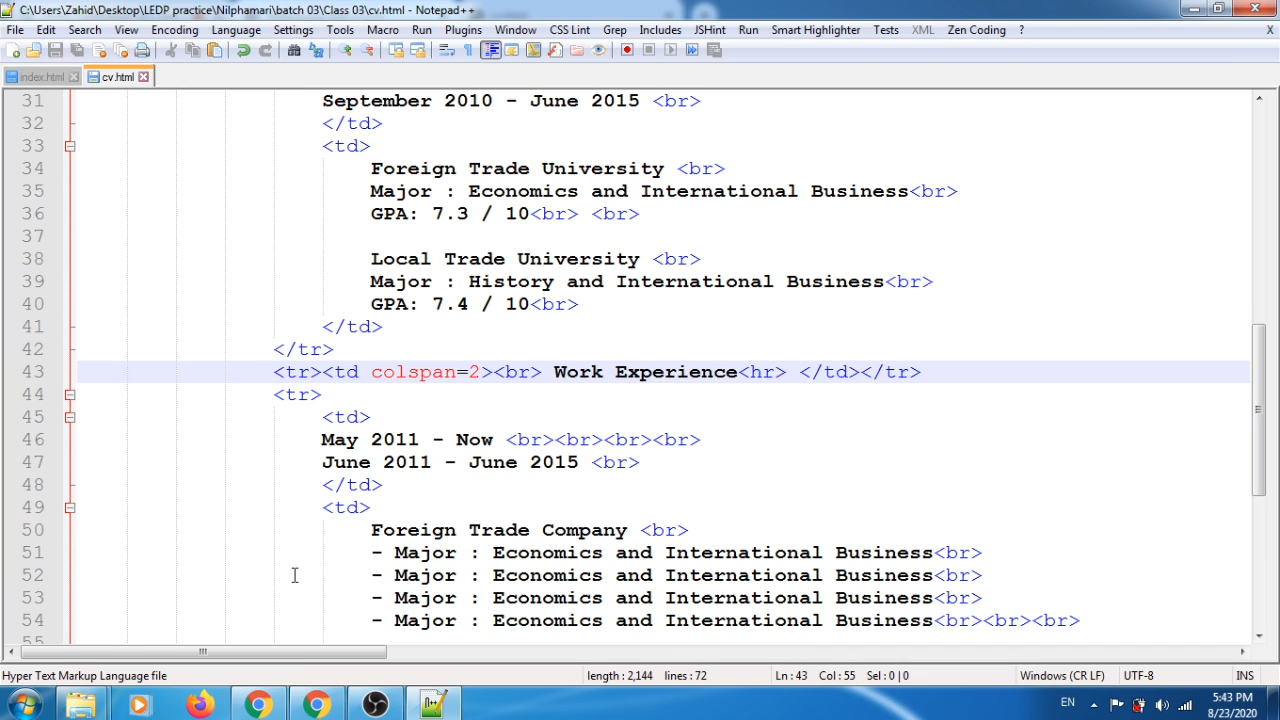 C:\Users\Zahid\Desktop\LEDP practice\Nilphamari\batch 03\Class 03\cv.html - Notepad++
File Edit Search View Encoding Language Settings Tools Macro Run Plugins Window CSS Lint Grep Includes JSHint Run Smart Highlighter Tests XML Zen Coding ? X
index.html cv.html
31 September 2010 - June 2015 <br>
32 </td>
33 <td>
34 Foreign Trade University <br>
35 Major : Economics and International Business<br>
36 GPA: 7.3 / 10<br> <br>
37
38 Local Trade University <br>
39 Major : History and International Business<br>
40 GPA: 7.4 / 10<br>
41 </td>
42 </tr>
43 <tr><td colspan=2><br> Work Experience<hr> </td></tr>
44 <tr>
45 <td>
46 May 2011 - Now <br><br><br><br>
47 June 2011 - June 2015 <br>
48 </td>
49 <td>
50 Foreign Trade Company <br>
51 - Major : Economics and International Business<br>
52 - Major : Economics and International Business<br>
53 - Major : Economics and International Business<br>
54 - Major : Economics and International Business<br><br><br>
55
Hyper Text Markup Language file length : 2,144 lines : 72 Ln : 43 Col : 55 Sel : 0 | 0 Windows (CR LF) UTF-8 INS
EN 5:43 PM
8/23/2020